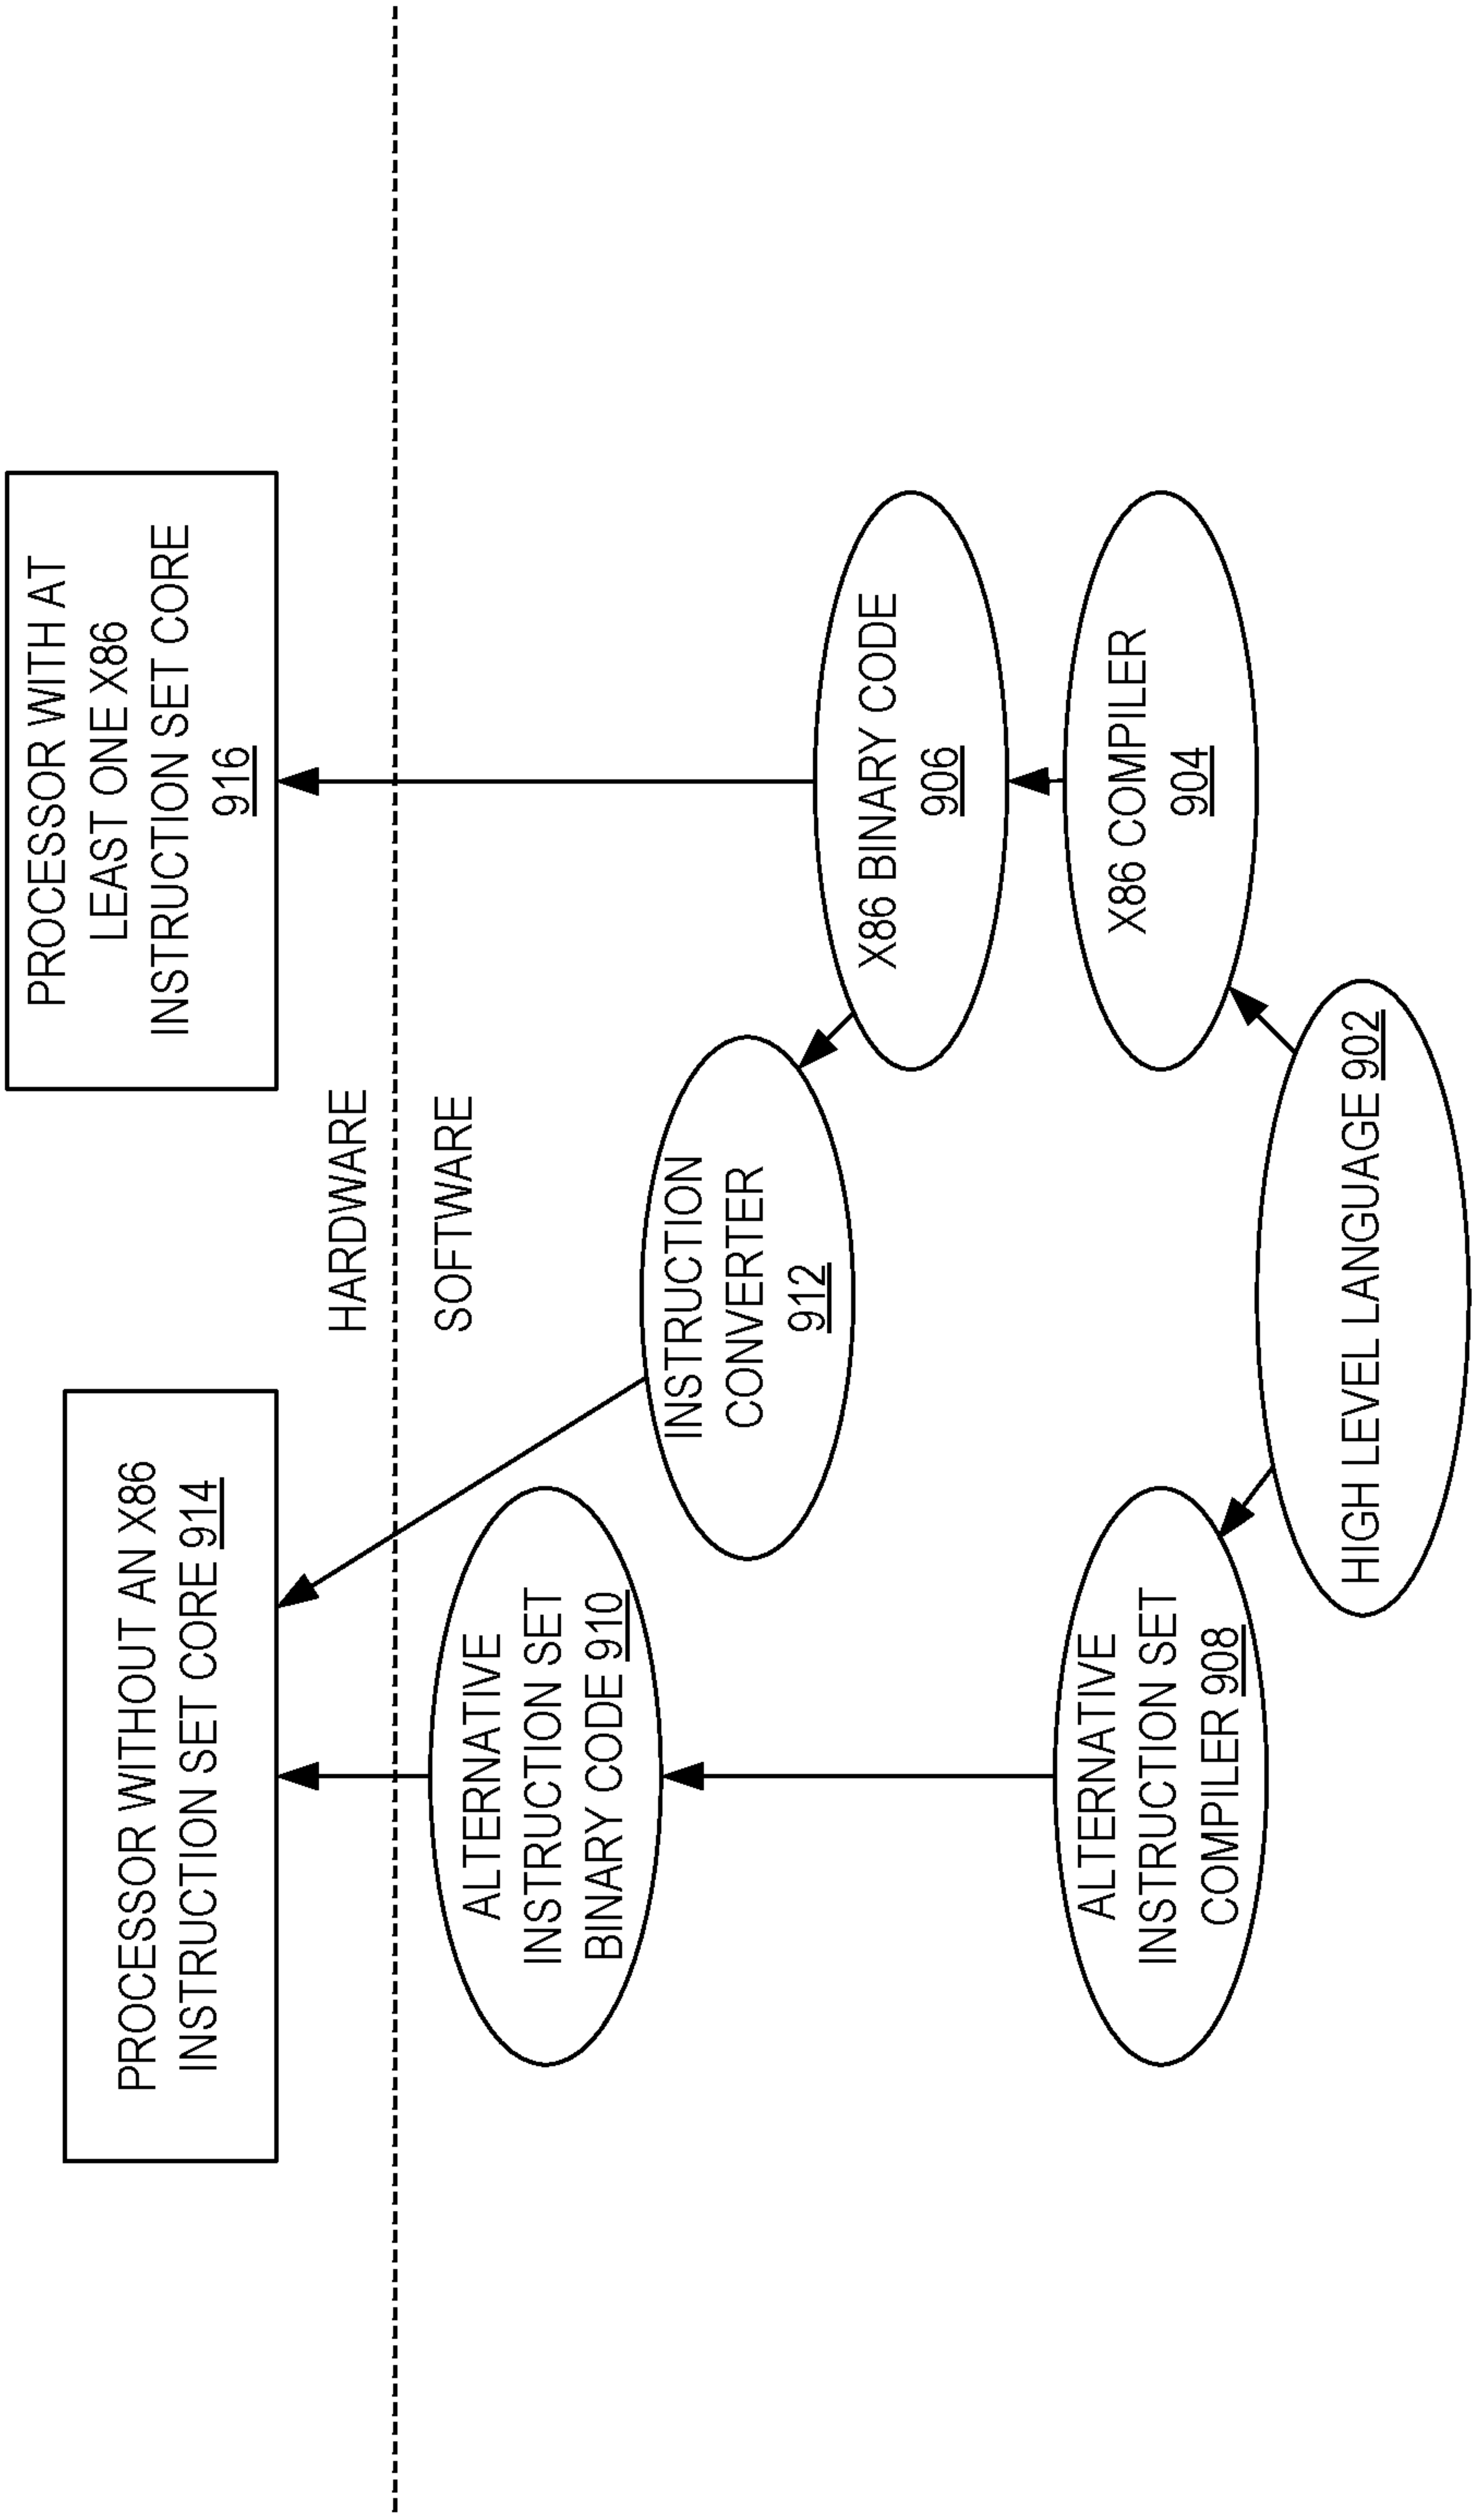 PROCESSOR WITHOUT AN X86
INSTRUCTION SET CORE 914
PROCESSOR WITH AT
LEAST ONE X86
INSTRUCTION SET CORE
916
HARDWARE
SOFTWARE
ALTERNATIVE
INSTRUCTION SET
BINARY CODE 910
INSTRUCTION
CONVERTER
912
X86 BINARY CODE
906
ALTERNATIVE
INSTRUCTION SET
COMPILER 908
X86 COMPILER
904
HIGH LEVEL LANGUAGE 902